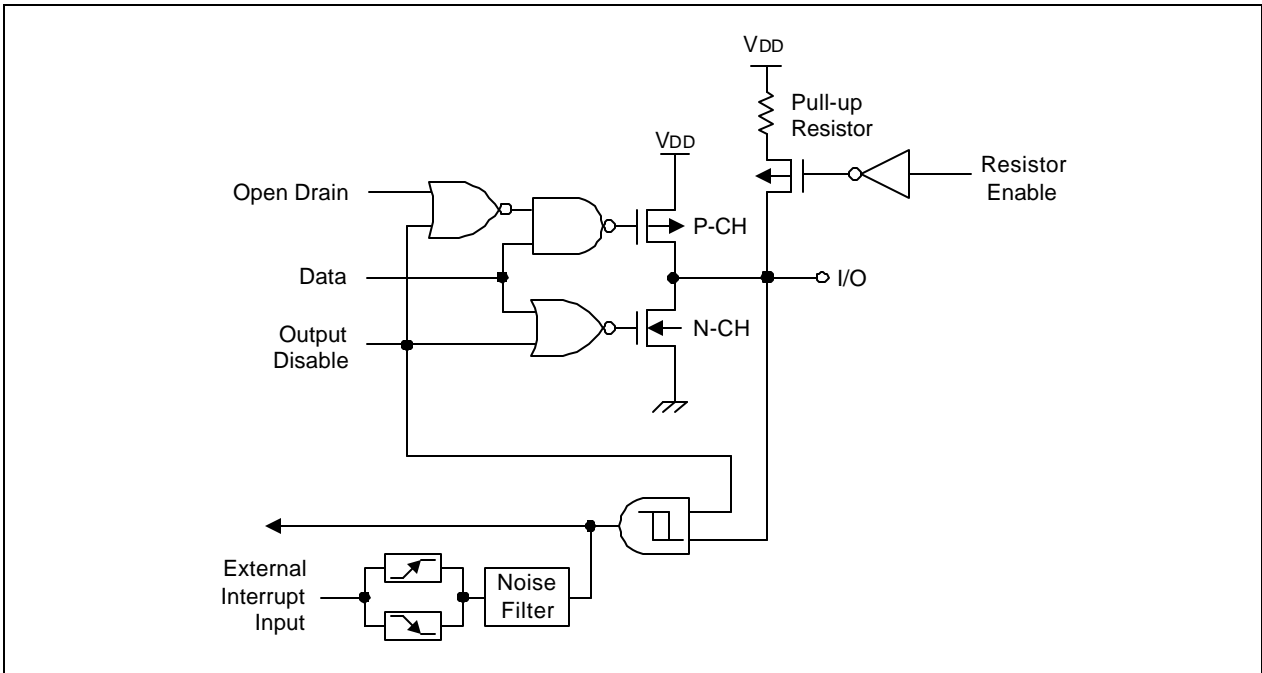 VDD
Pull-up
Resistor
VDD
Resistor
Enable
Open Drain
P-CH
Data
I/O
N-CH
Output
Disable
External
Interrupt
Input
Noise
Filter